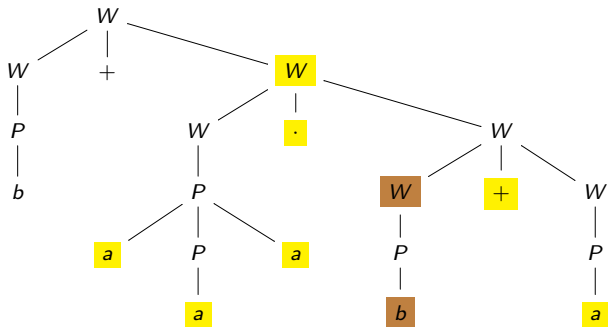 W
W + W
P W · W
b P W + W
a P a P P
a b a